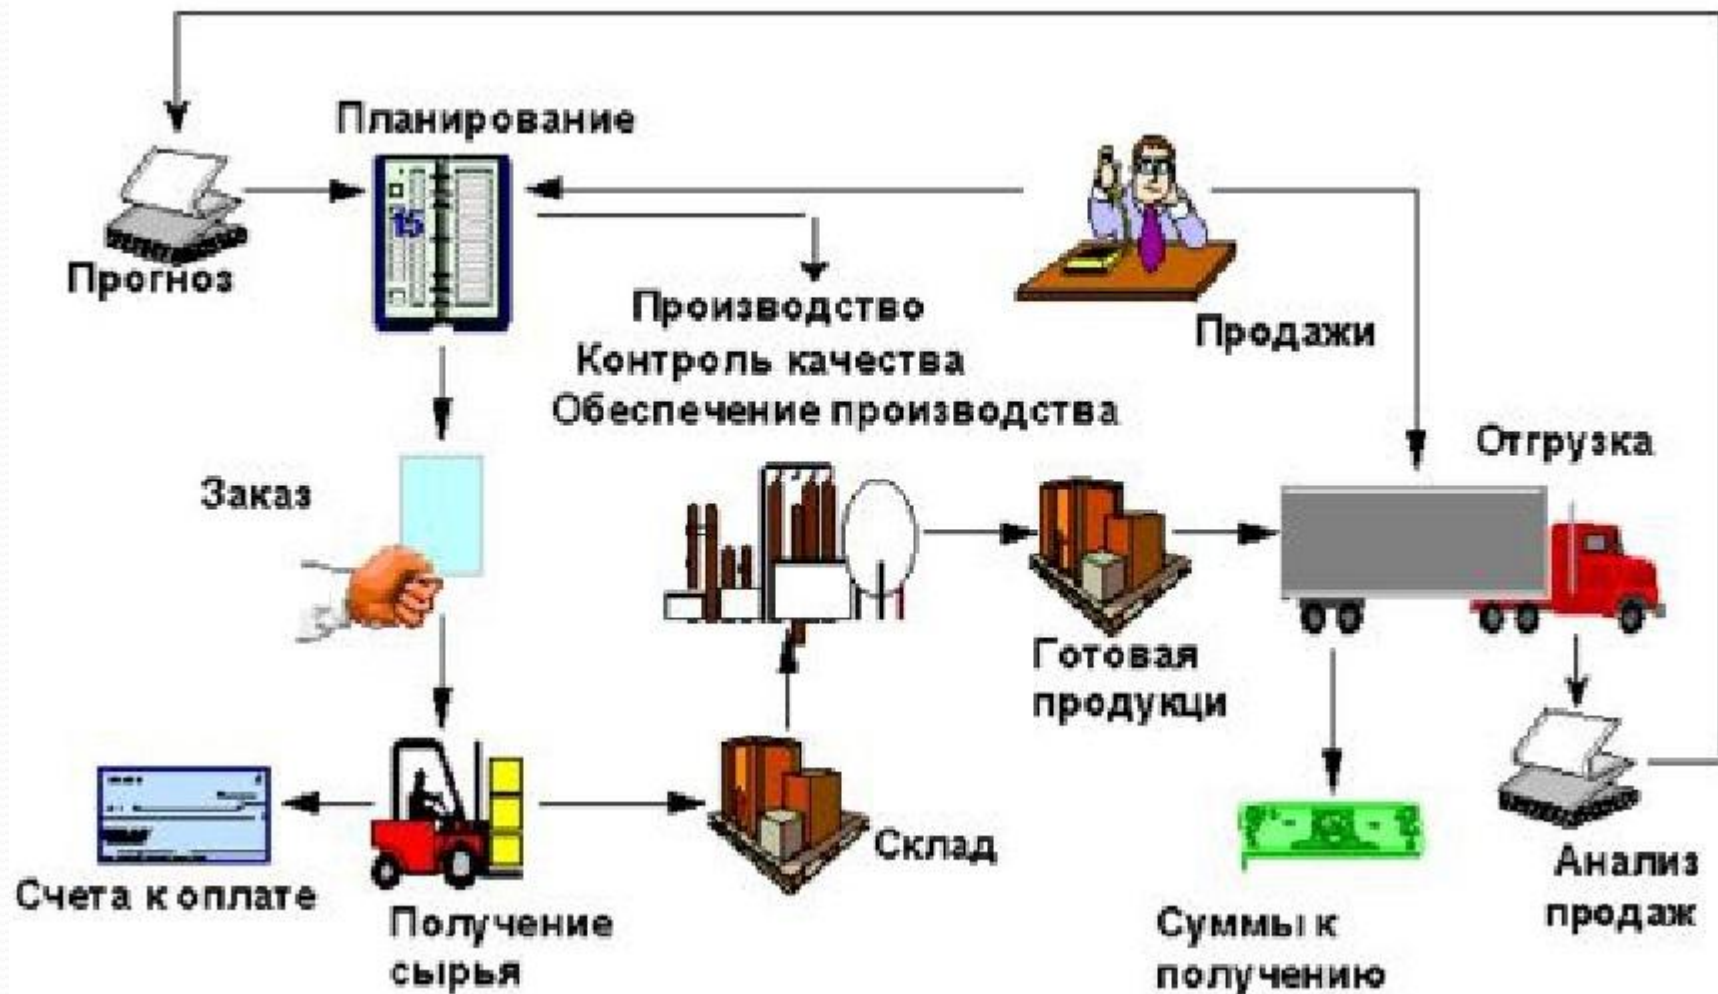 Планирование
Прогноз
15
Производство
Контроль качества
Обеспечение производства
Продажи
Отгрузка
Заказ
Готовая
продукци
Склад
Счета к оплате
Получение
сырья
Суммы к
получению
Анализ
продаж